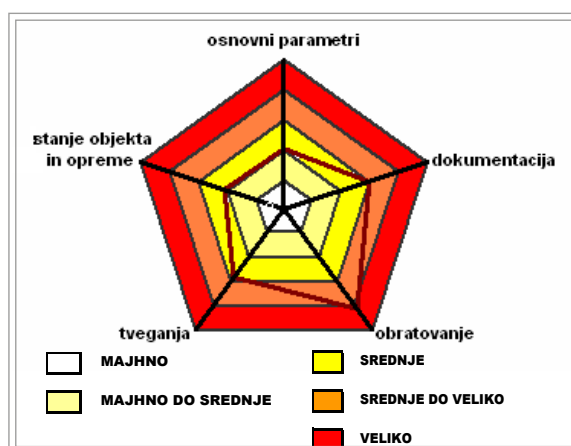 osnovni parametri
stanje objekta
in opreme
dokumentacija
tveganja
obratovanje
MAJHNO
SREDNJE
MAJHNO DO SREDNJE
SREDNJE DO VELIKO
VELIKO